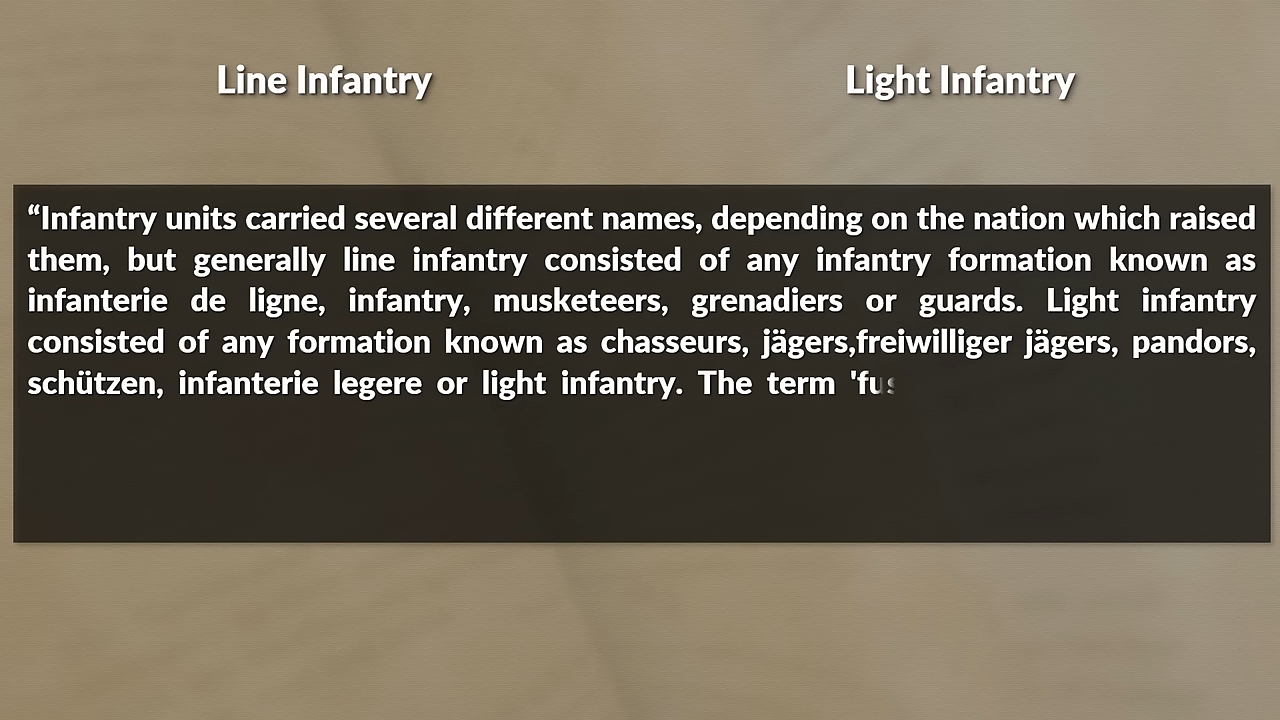 Line Infantry
Light Infantry
“Infantry units carried several different names, depending on the nation which raised
them, but generally line infantry consisted of any infantry formation known as
infanterie de ligne, infantry, musketeers, grenadiers or guards. Light infantry
consisted of any formation known as chasseurs, jägers,freiwilliger jägers, pandors,
schützen, infanterie legere or light infantry. The term 'fus